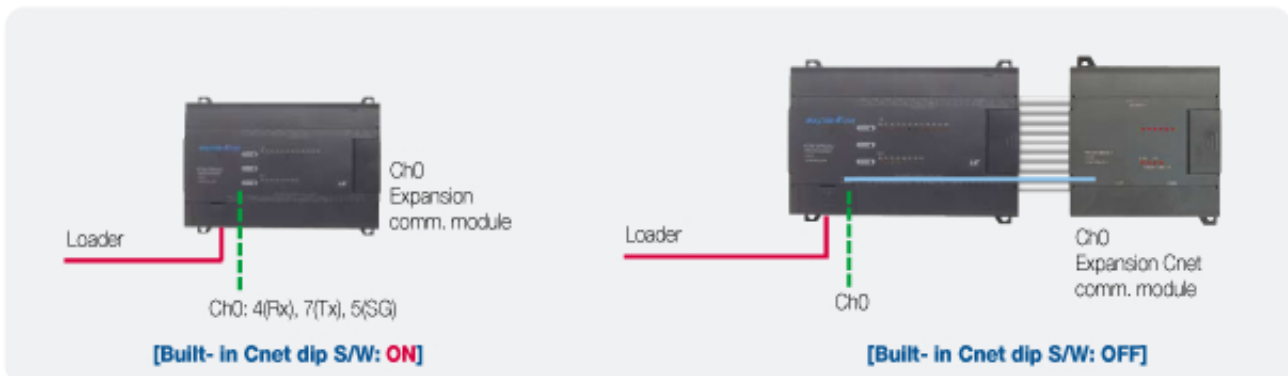 Ch0
Expansion
comm. module
Loader
Ch0: 4(Rx), 7(Tx), 5(SG)
[Built- in Cnet dip S/W: ON]
Loader
Ch0
Ch0
Expansion Cnet
comm. module
[Built- in Cnet dip S/W: OFF]